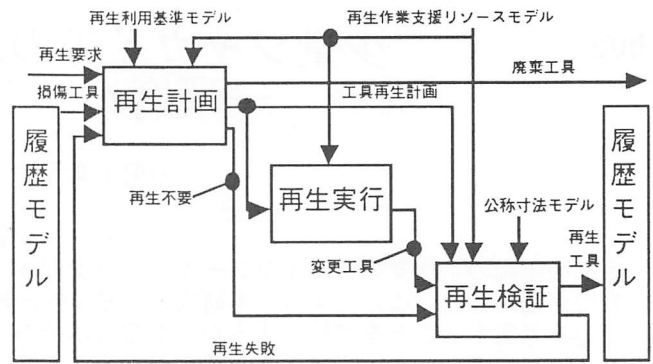 再生利用基準モデル
再生作業支援リソースモデル
再生要求
廃棄工具
損傷工具
再生計画
工具再生計画
履歴モデル
履歴モデル
再生不要
再生実行
公称寸法モデル
変更工具
再生
工具
再生検証
再生失敗